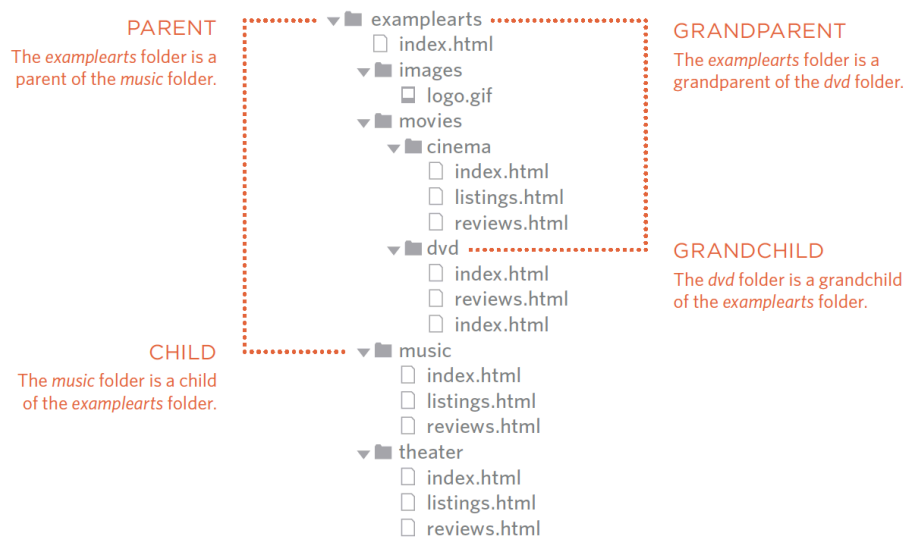 PARENT
The examplearts folder is a
parent of the music folder.
examplearts
index.html
images
logo.gif
movies
cinema
index.html
listings.html
reviews.html
dvd
index.html
reviews.html
index.html
music
index.html
listings.html
reviews.html
theater
index.html
listings.html
reviews.html
GRANDPARENT
The examplearts folder is a
grandparent of the dvd folder.
GRANDCHILD
The dvd folder is a grandchild
of the examplearts folder.
CHILD
The music folder is a child
of the examplearts folder.